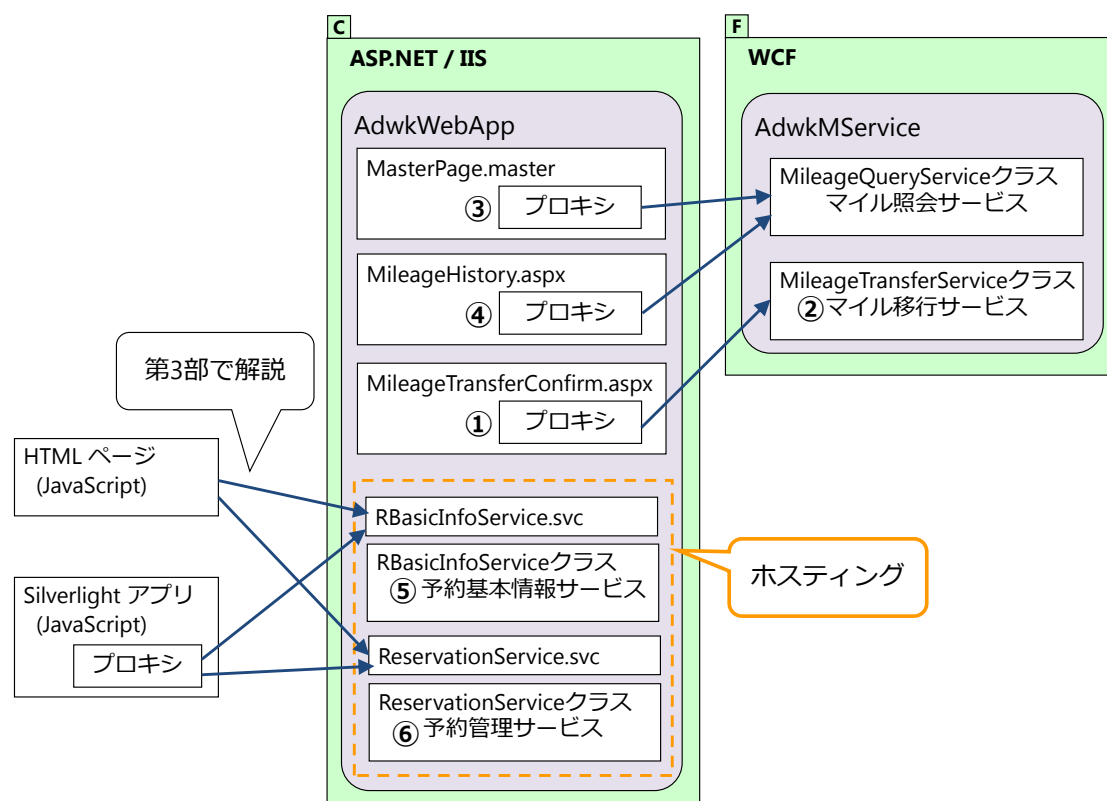 C
ASP.NET / IIS
AdwkWebApp
MasterPage.master
③ プロキシ
MileageHistory.aspx
④ プロキシ
MileageTransferConfirm.aspx
① プロキシ
RBasicInfoService.svc
RBasicInfoServiceクラス
⑤ 予約基本情報サービス
ReservationService.svc
ReservationServiceクラス
⑥ 予約管理サービス
F
WCF
AdwkMService
MileageQueryServiceクラス
マイル照会サービス
MileageTransferServiceクラス
② マイル移行サービス
第3部で解説
HTML ページ
(JavaScript)
Silverlight アプリ
(JavaScript)
プロキシ
ホスティング